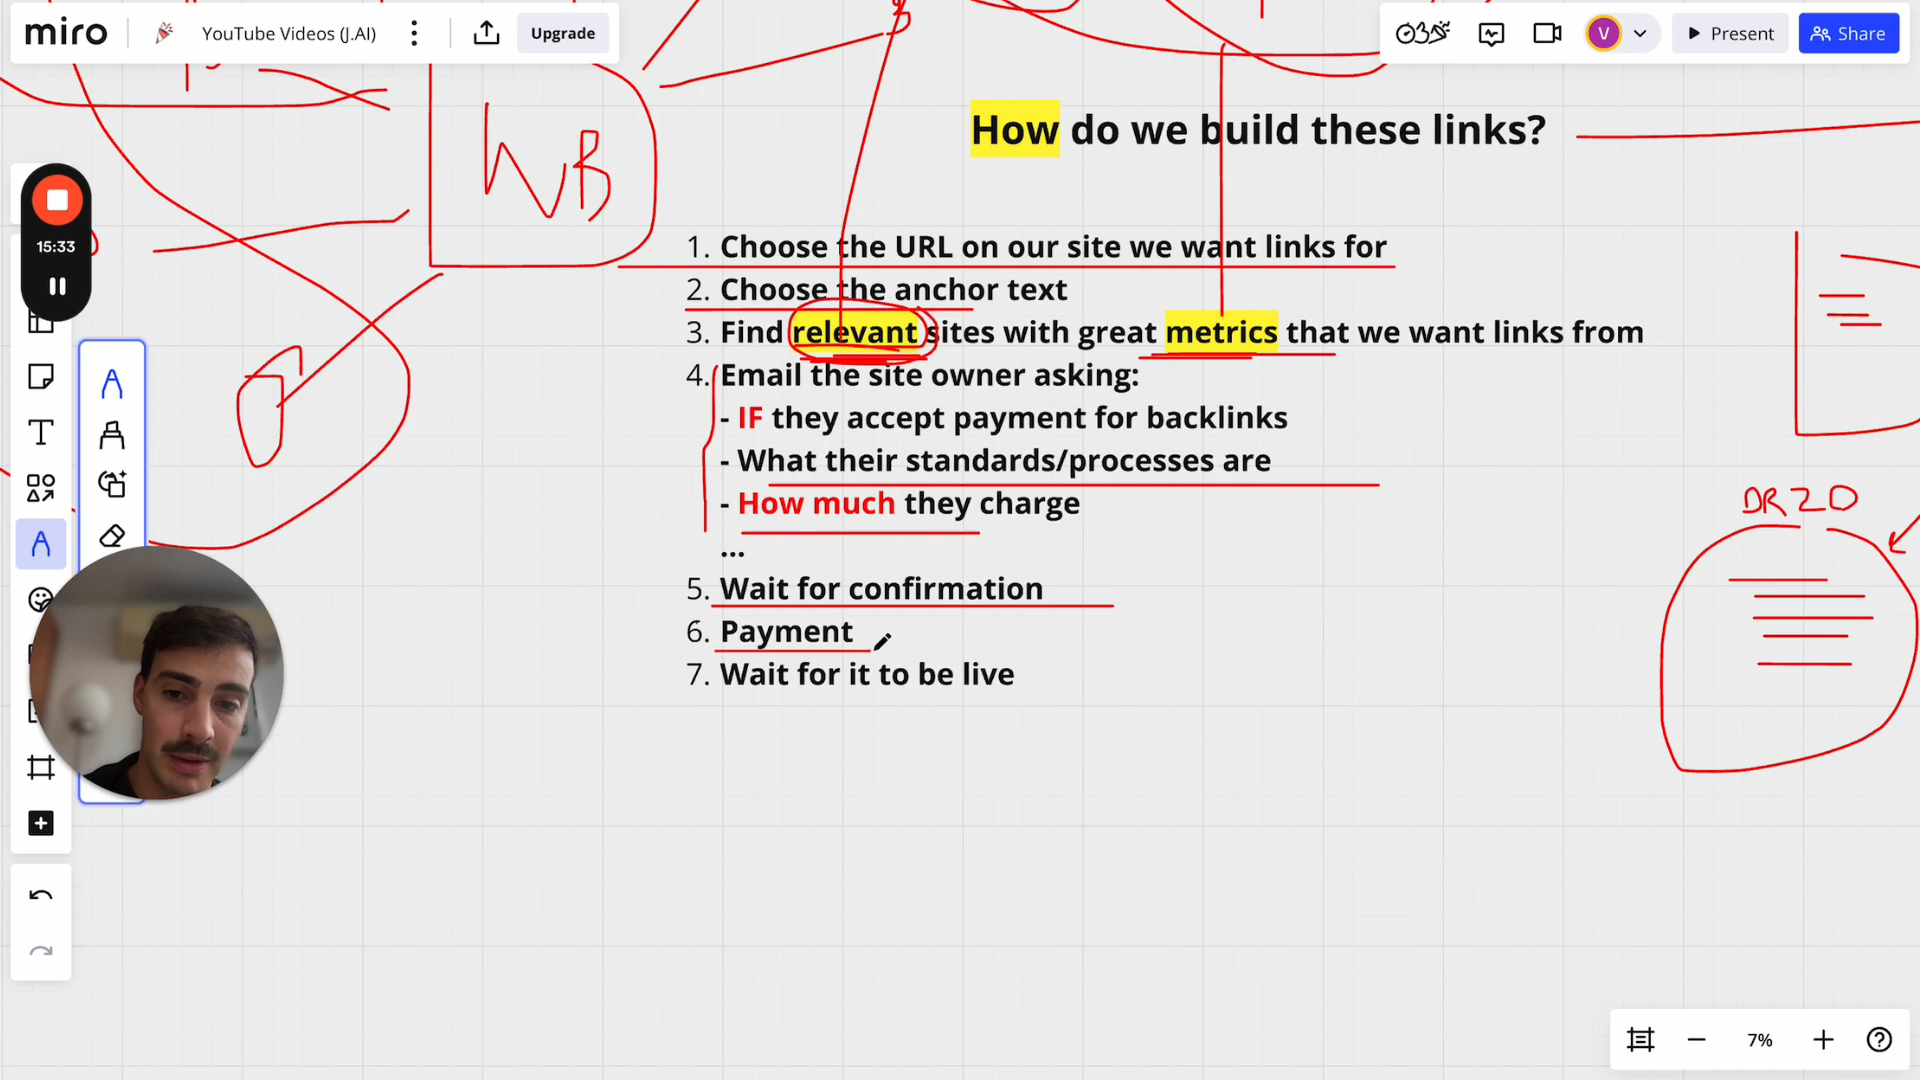 miro
YouTube Videos (J.AI)
Upgrade
V
Present
Share
How do we build these links?
WB
15:33
1. Choose the URL on our site we want links for
2. Choose the anchor text
3. Find relevant sites with great metrics that we want links from
4. Email the site owner asking:
- IF they accept payment for backlinks
- What their standards/processes are
- How much they charge
...
5. Wait for confirmation
6. Payment
7. Wait for it to be live
DR 20
7%